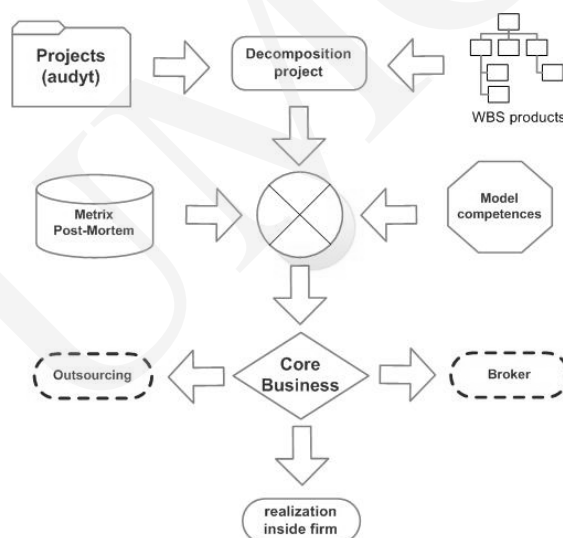 Projects
(audyt)
Decomposition
project
WBS products
Metrix
Post-Mortem
Model
competences
Outsourcing
Core
Business
Broker
realization
inside firm